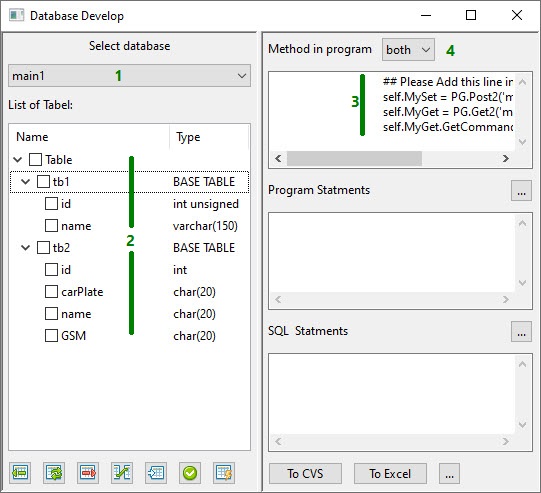 Database Develop
Select database
main1
1
List of Tabel:
Name Type
Table
tb1 BASE TABLE
id int unsigned
name varchar(150)
2
tb2 BASE TABLE
id int
carPlate char(20)
name char(20)
GSM char(20)
Method in program both 4
## Please Add this line in
3 self.MySet = PG.Post2('m
self.MyGet = PG.Get2('m
self.MyGet.GetCommand
Program Statments ...
SQL Statments ...
To CVS To Excel ...